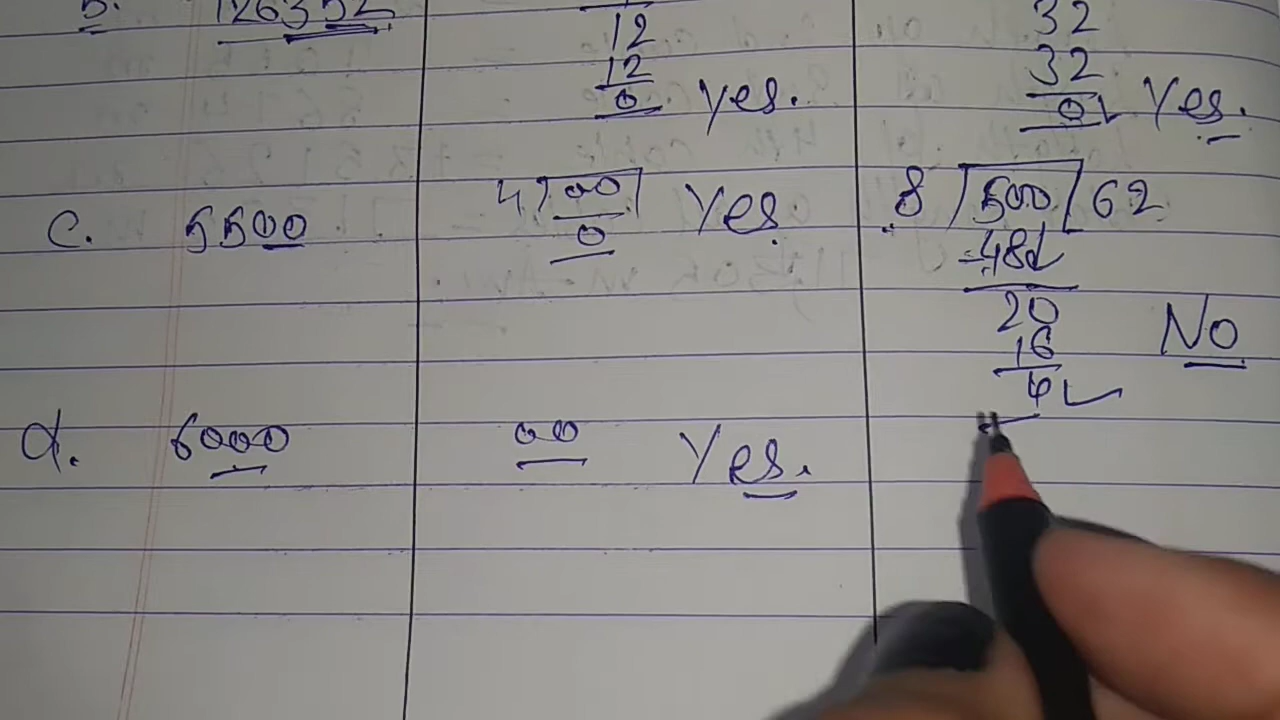 b. 126352
12
12
0 Yes.
32
32
0 Yes.
c. 5500
4)00(
0
Yes.
8)500(62
-48
20
16
4
No
d. 6000 00 Yes.